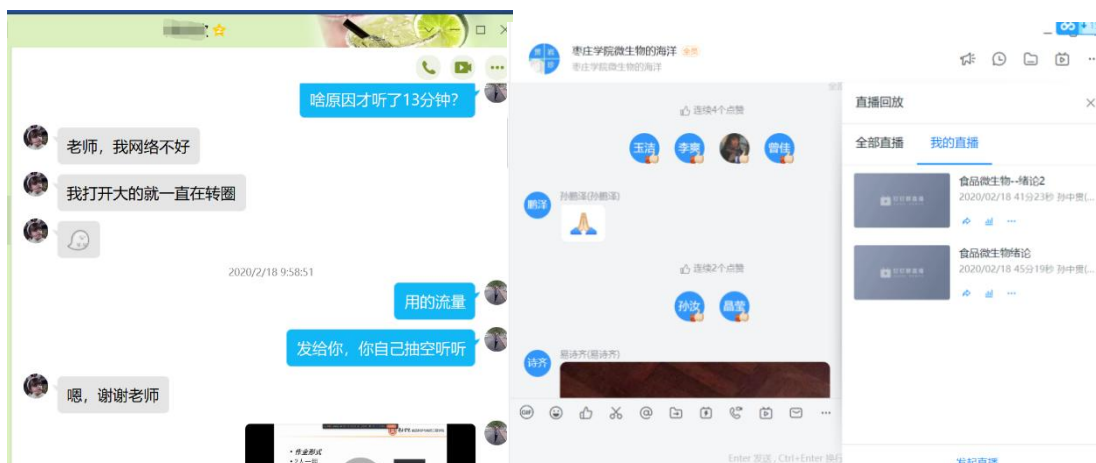 啥原因才听了13分钟？
老师，我网络不好
我打开大的就一直在转圈
2020/2/18 9:58:51
用的流量
发给你，你自己抽空听听
嗯，谢谢老师
• 作业形式
枣庄学院微生物的海洋 全员
枣庄学院微生物的海洋
连续4个点赞
玉洁 李爽 曾佳
鹏泽
孙鹏泽(孙鹏泽)
连续2个点赞
孙汝 晶莹
诗齐
易诗齐(易诗齐)
Enter 发送 , Ctrl+Enter 换行
直播回放
全部直播 我的直播
食品微生物--绪论2
2020/02/18 41分23秒 孙中贯(...
食品微生物绪论
2020/02/18 45分19秒 孙中贯(...
发起直播